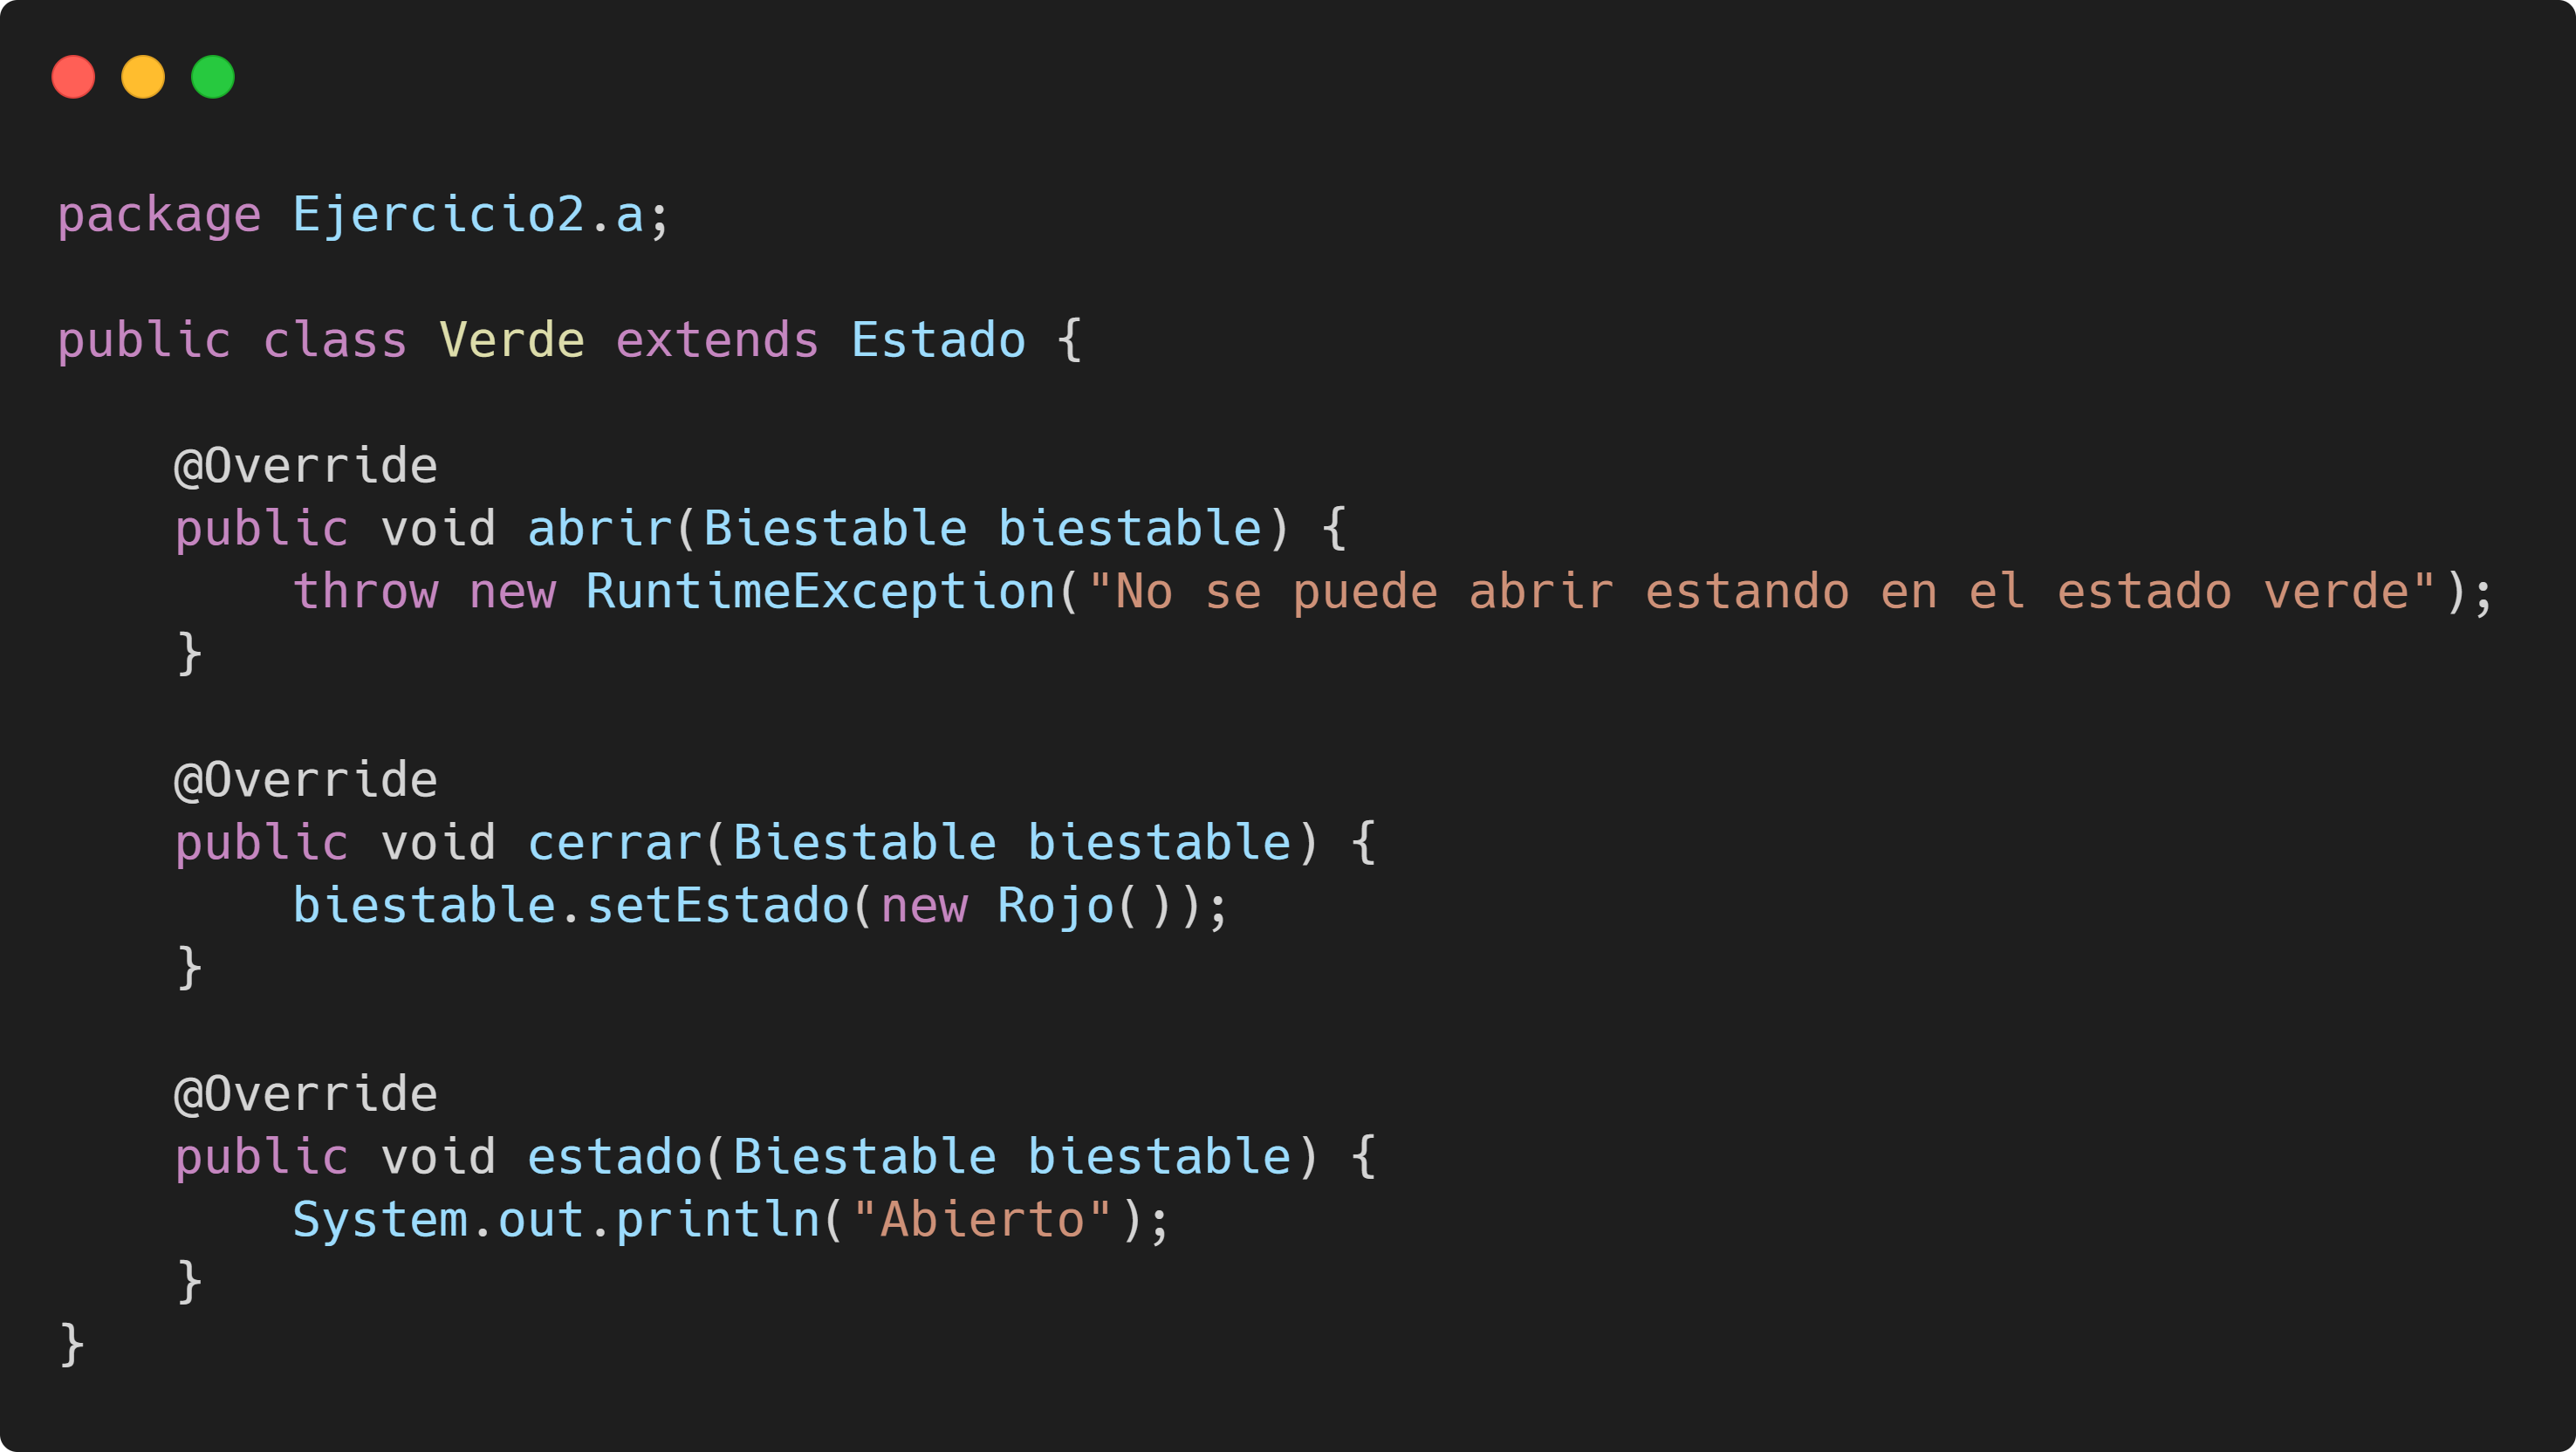 package Ejercicio2.a;
public class Verde extends Estado {
@Override
public void abrir(Biestable biestable) {
throw new RuntimeException("No se puede abrir estando en el estado verde");
}
@Override
public void cerrar(Biestable biestable) {
biestable.setEstado(new Rojo());
}
@Override
public void estado(Biestable biestable) {
System.out.println("Abierto");
}
}